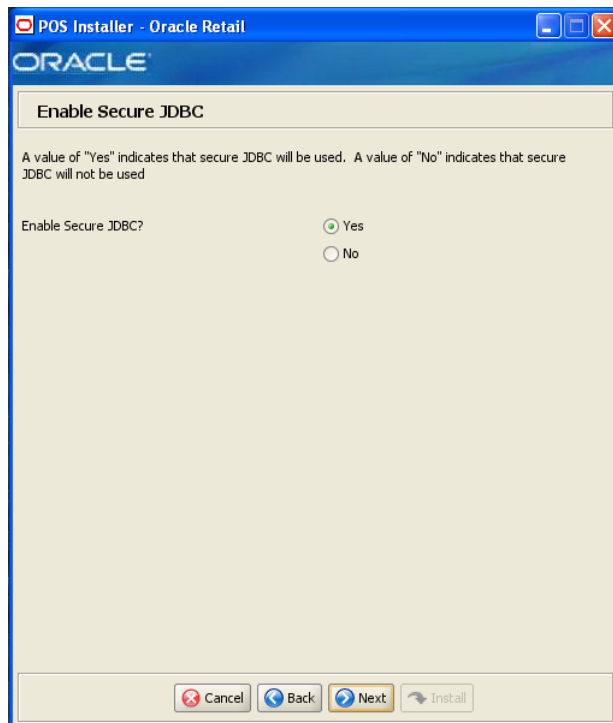 POS Installer - Oracle Retail
ORACLE
Enable Secure JDBC
A value of "Yes" indicates that secure JDBC will be used. A value of "No" indicates that secure
JDBC will not be used
Enable Secure JDBC?
Yes
No
Cancel
Back
Next
Install